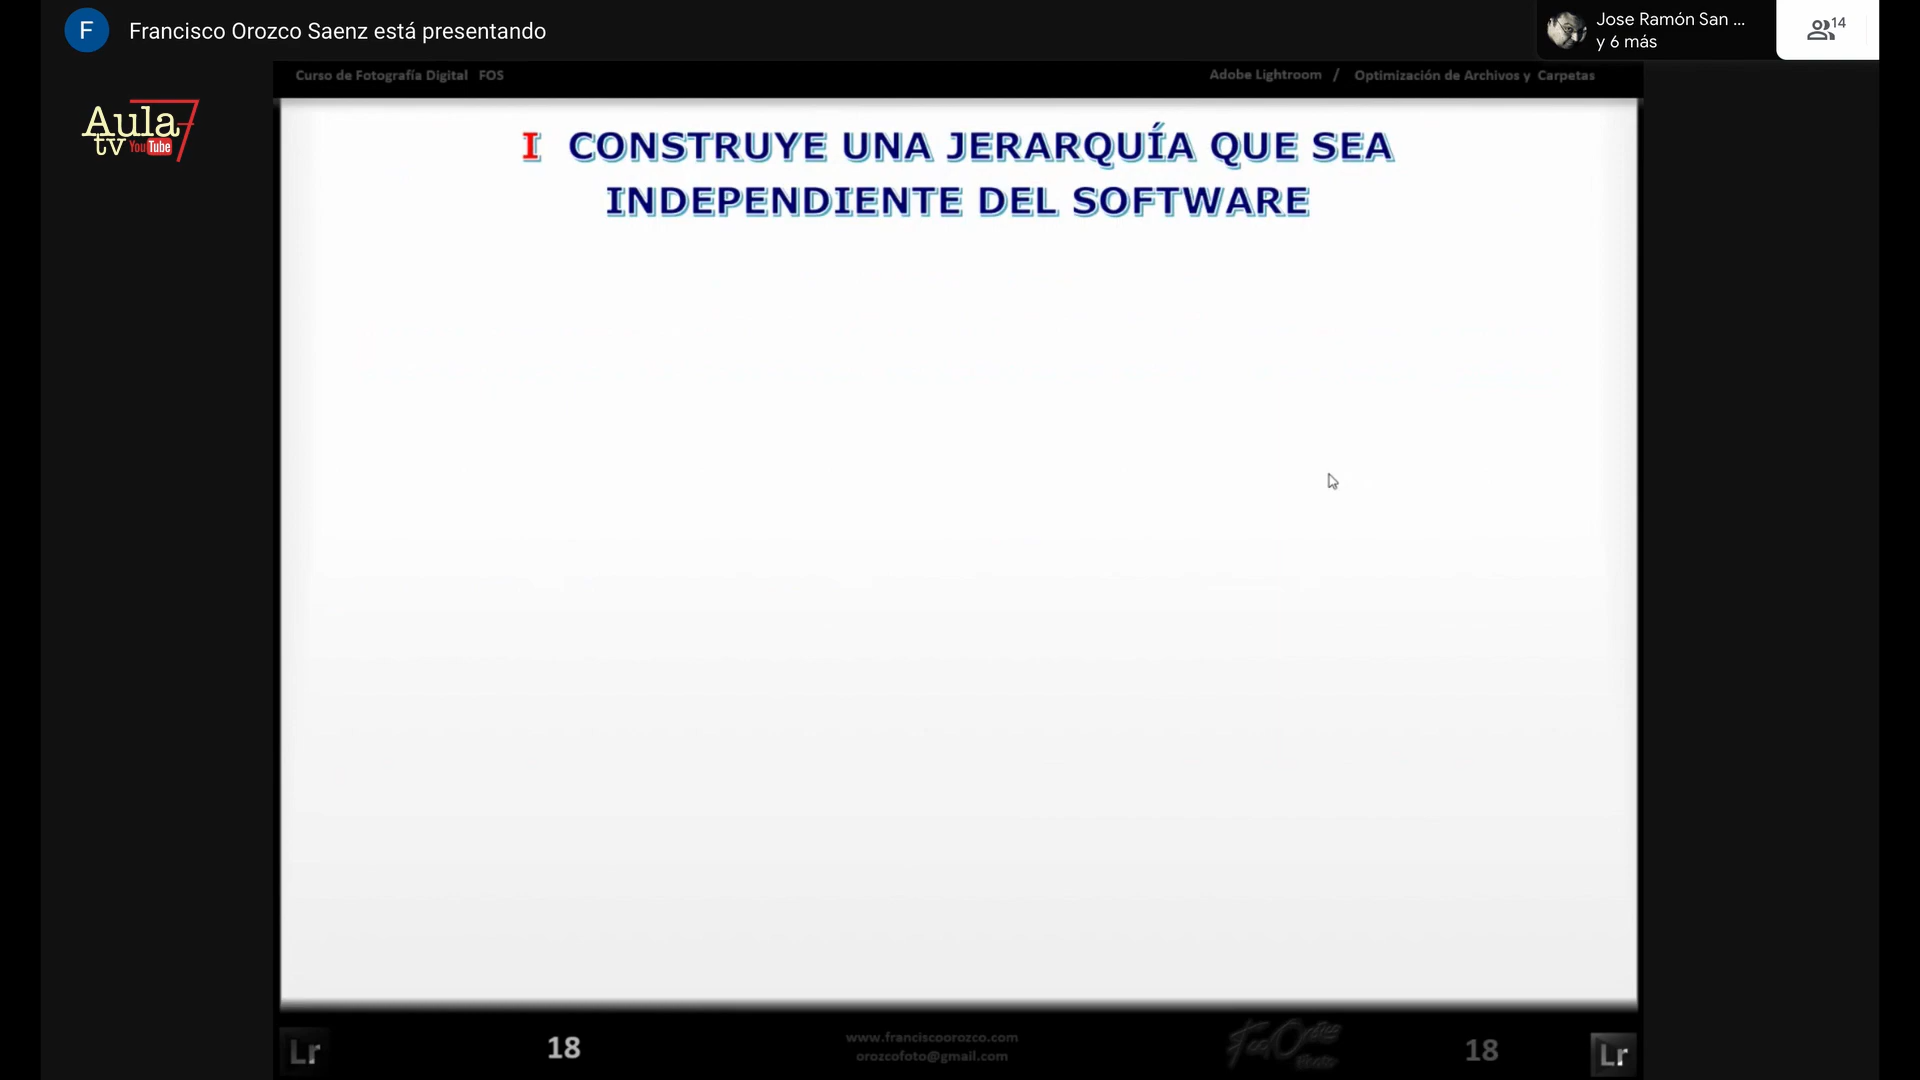 F
Francisco Orozco Saenz está presentando
Jose Ramón San ...
y 6 más
14
Curso de Fotografía Digital FOS
Adobe Lightroom / Optimización de Archivos y Carpetas
Aula 7
tv YouTube
I CONSTRUYE UNA JERARQUÍA QUE SEA
INDEPENDIENTE DEL SOFTWARE
Lr
18
www.franciscoorozco.com
orozcofoto@gmail.com
18
Lr